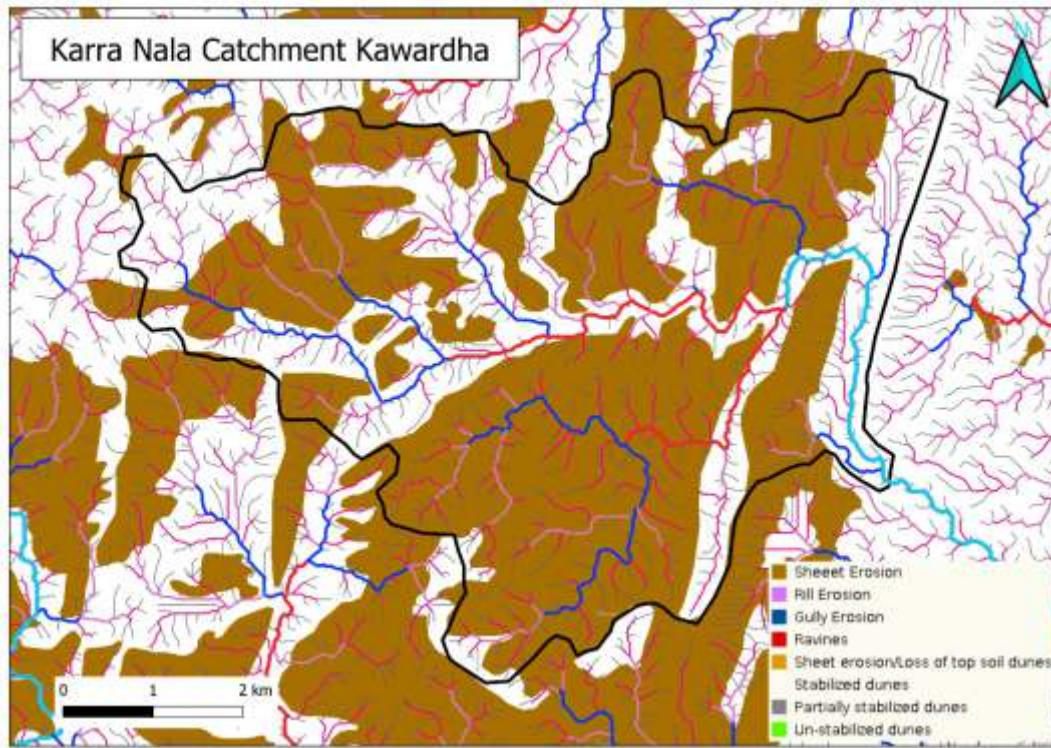 Karra Nala Catchment Kawardha
N
Sheeet Erosion
Rill Erosion
Gully Erosion
Ravines
Sheet erosion/Loss of top soil dunes
Stabilized dunes
Partially stabilized dunes
Un-stabilized dunes
0 1 2 km